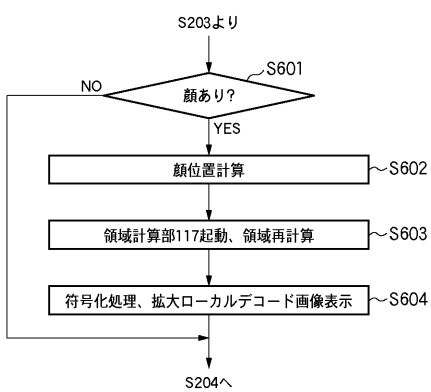 S203より
S601
顔あり?
NO
YES
顔位置計算
S602
領域計算部117起動、領域再計算
S603
符号化処理、拡大ローカルデコード画像表示
S604
S204へ